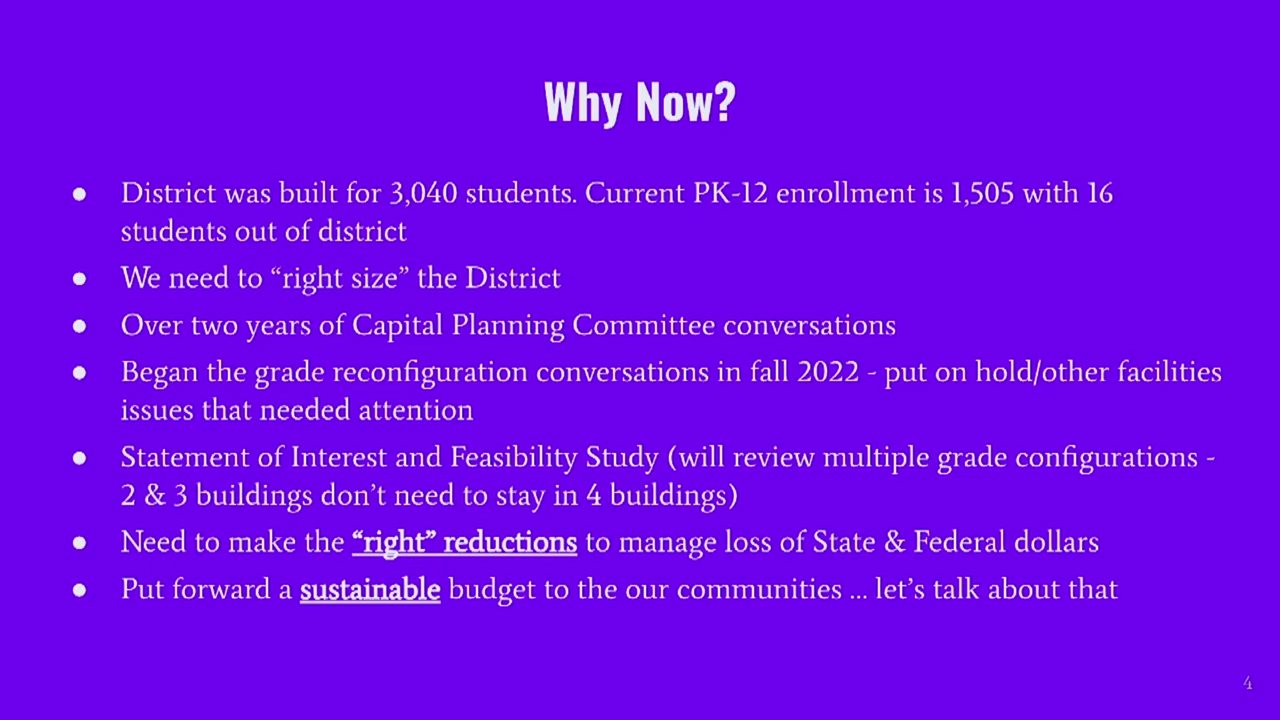 Why Now?
● District was built for 3,040 students. Current PK-12 enrollment is 1,505 with 16
students out of district
● We need to “right size” the District
● Over two years of Capital Planning Committee conversations
● Began the grade reconfiguration conversations in fall 2022 - put on hold/other facilities
issues that needed attention
● Statement of Interest and Feasibility Study (will review multiple grade configurations -
2 & 3 buildings don’t need to stay in 4 buildings)
● Need to make the “right” reductions to manage loss of State & Federal dollars
● Put forward a sustainable budget to the our communities ... let’s talk about that
4